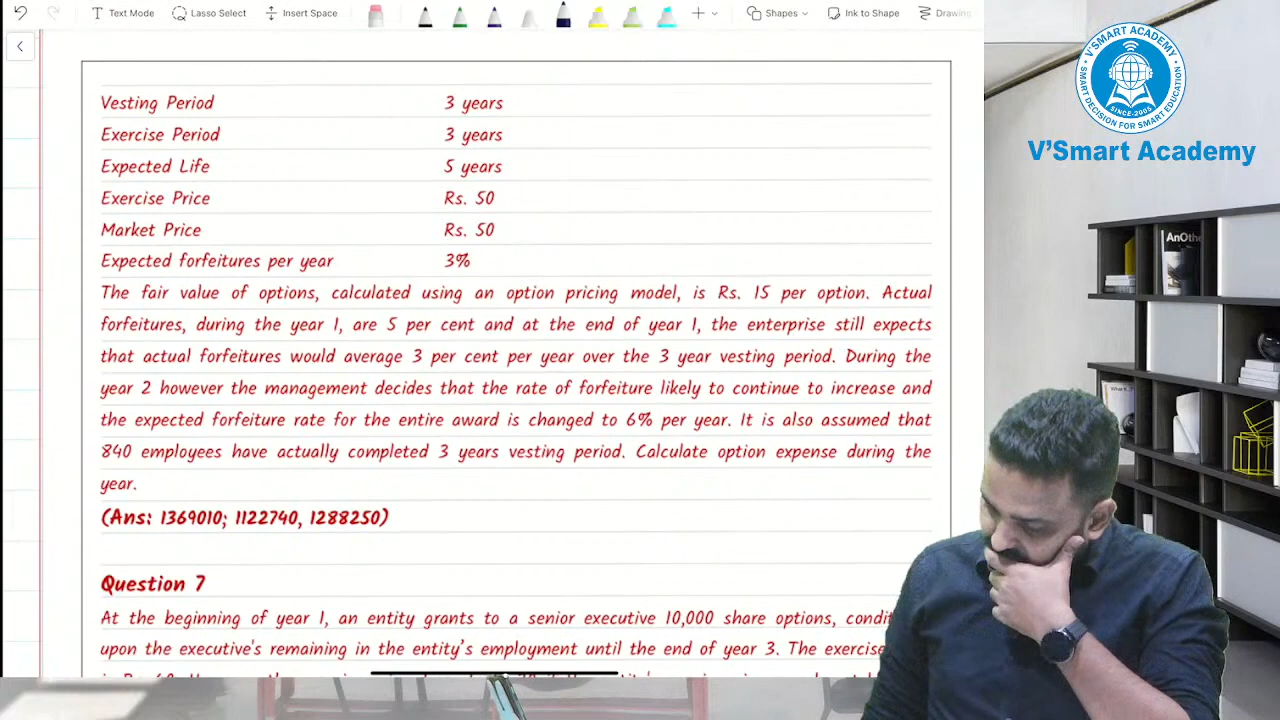 Text Mode Lasso Select Insert Space Shapes Ink to Shape Drawing
Vesting Period 3 years
Exercise Period 3 years
Expected Life 5 years
Exercise Price Rs. 50
Market Price Rs. 50
Expected forfeitures per year 3%
The fair value of options, calculated using an option pricing model, is Rs. 15 per option. Actual
forfeitures, during the year 1, are 5 per cent and at the end of year 1, the enterprise still expects
that actual forfeitures would average 3 per cent per year over the 3 year vesting period. During the
year 2 however the management decides that the rate of forfeiture likely to continue to increase and
the expected forfeiture rate for the entire award is changed to 6% per year. It is also assumed that
840 employees have actually completed 3 years vesting period. Calculate option expense during the
year.
(Ans: 1369010; 1122740, 1288250)
Question 7
At the beginning of year 1, an entity grants to a senior executive 10,000 share options,
upon the executive's remaining in the entity's employment until the end of year 3. The exercise
V'SMART ACADEMY
SMART DECISION FOR SMART EDUCATION
SINCE-2005
V'Smart Academy
AnOthe